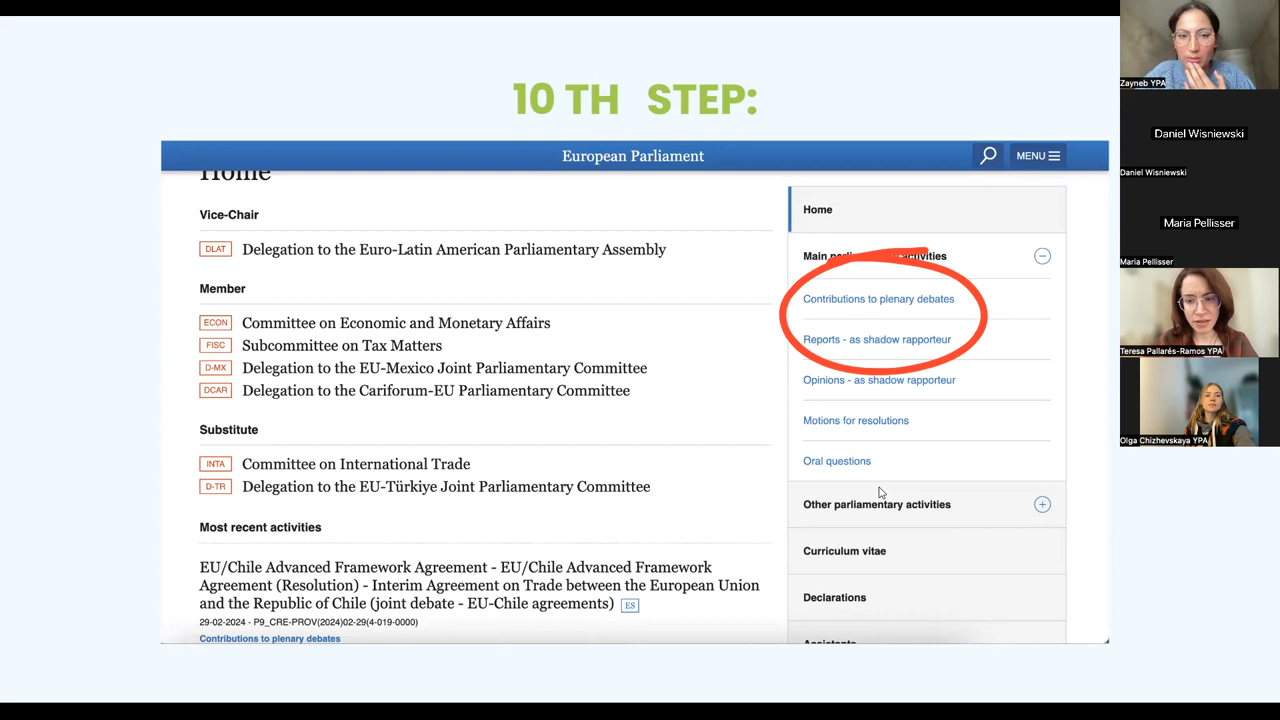 10 TH STEP:
European Parliament
MENU
Home
Vice-Chair
DLAT Delegation to the Euro-Latin American Parliamentary Assembly
Member
ECON Committee on Economic and Monetary Affairs
FISC Subcommittee on Tax Matters
D-MX Delegation to the EU-Mexico Joint Parliamentary Committee
DCAR Delegation to the Cariforum-EU Parliamentary Committee
Substitute
INTA Committee on International Trade
D-TR Delegation to the EU-Türkiye Joint Parliamentary Committee
Most recent activities
EU/Chile Advanced Framework Agreement - EU/Chile Advanced Framework
Agreement (Resolution) - Interim Agreement on Trade between the European Union
and the Republic of Chile (joint debate - EU-Chile agreements) ES
29-02-2024 - P9_CRE-PROV(2024)02-29(4-019-0000)
Contributions to plenary debates
Home
Main activities
Contributions to plenary debates
Reports - as shadow rapporteur
Opinions - as shadow rapporteur
Motions for resolutions
Oral questions
Other parliamentary activities
Curriculum vitae
Declarations
Assistants
Zayneb YPA
Daniel Wisniewski
Daniel Wisniewski
Maria Pellisser
Maria Pellisser
Teresa Pallarés-Ramos YPA
Olga Chizhevskaya YPA